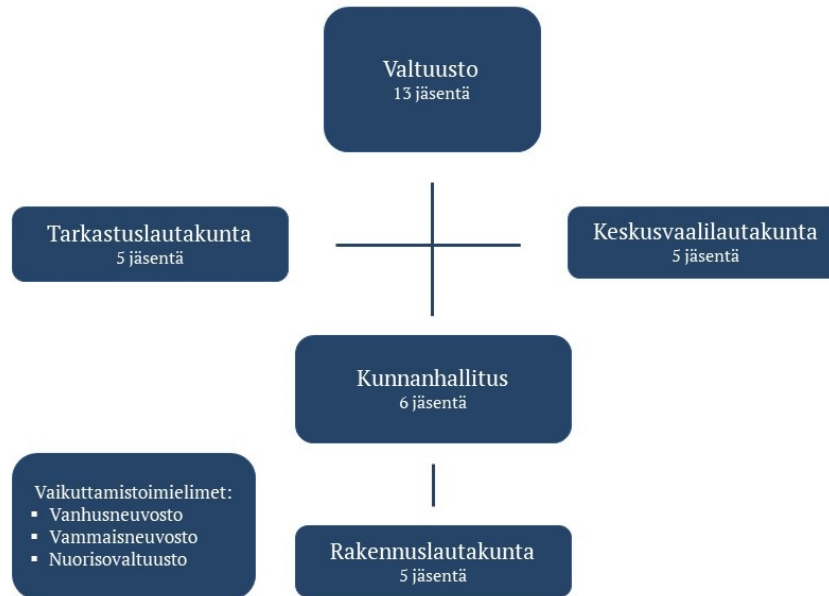 Valtuusto
13 jäsentä
Tarkastuslautakunta
5 jäsentä
Keskusvaalilautakunta
5 jäsentä
Kunnanhallitus
6 jäsentä
Vaikuttamistoimielimet:
▪ Vanhusneuvosto
▪ Vammaisneuvosto
▪ Nuorisovaltuusto
Rakennuslautakunta
5 jäsentä